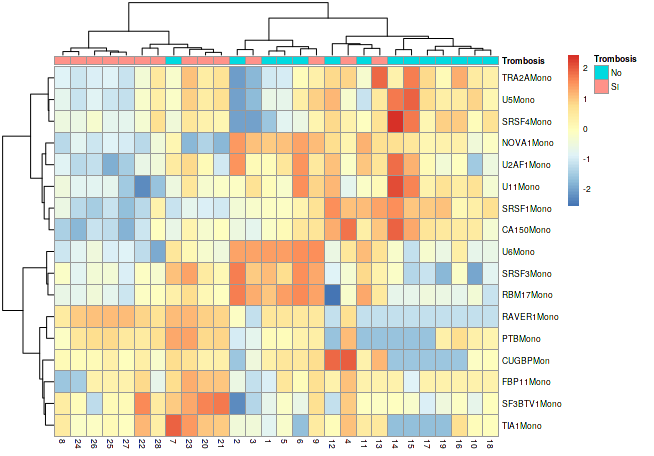 Trombosis
TRA2AMono
U5Mono
SRSF4Mono
NOVA1Mono
U2AF1Mono
U11Mono
SRSF1Mono
CA150Mono
U6Mono
SRSF3Mono
RBM17Mono
RAVER1Mono
PTBMono
CUGBPMon
FBP11Mono
SF3BTV1Mono
TIA1Mono
8 24 26 25 27 22 28 7 23 20 21 2 3 1 5 6 9 12 4 11 13 14 15 17 19 16 10 18
2
1
0
-1
-2
Trombosis
No
SI